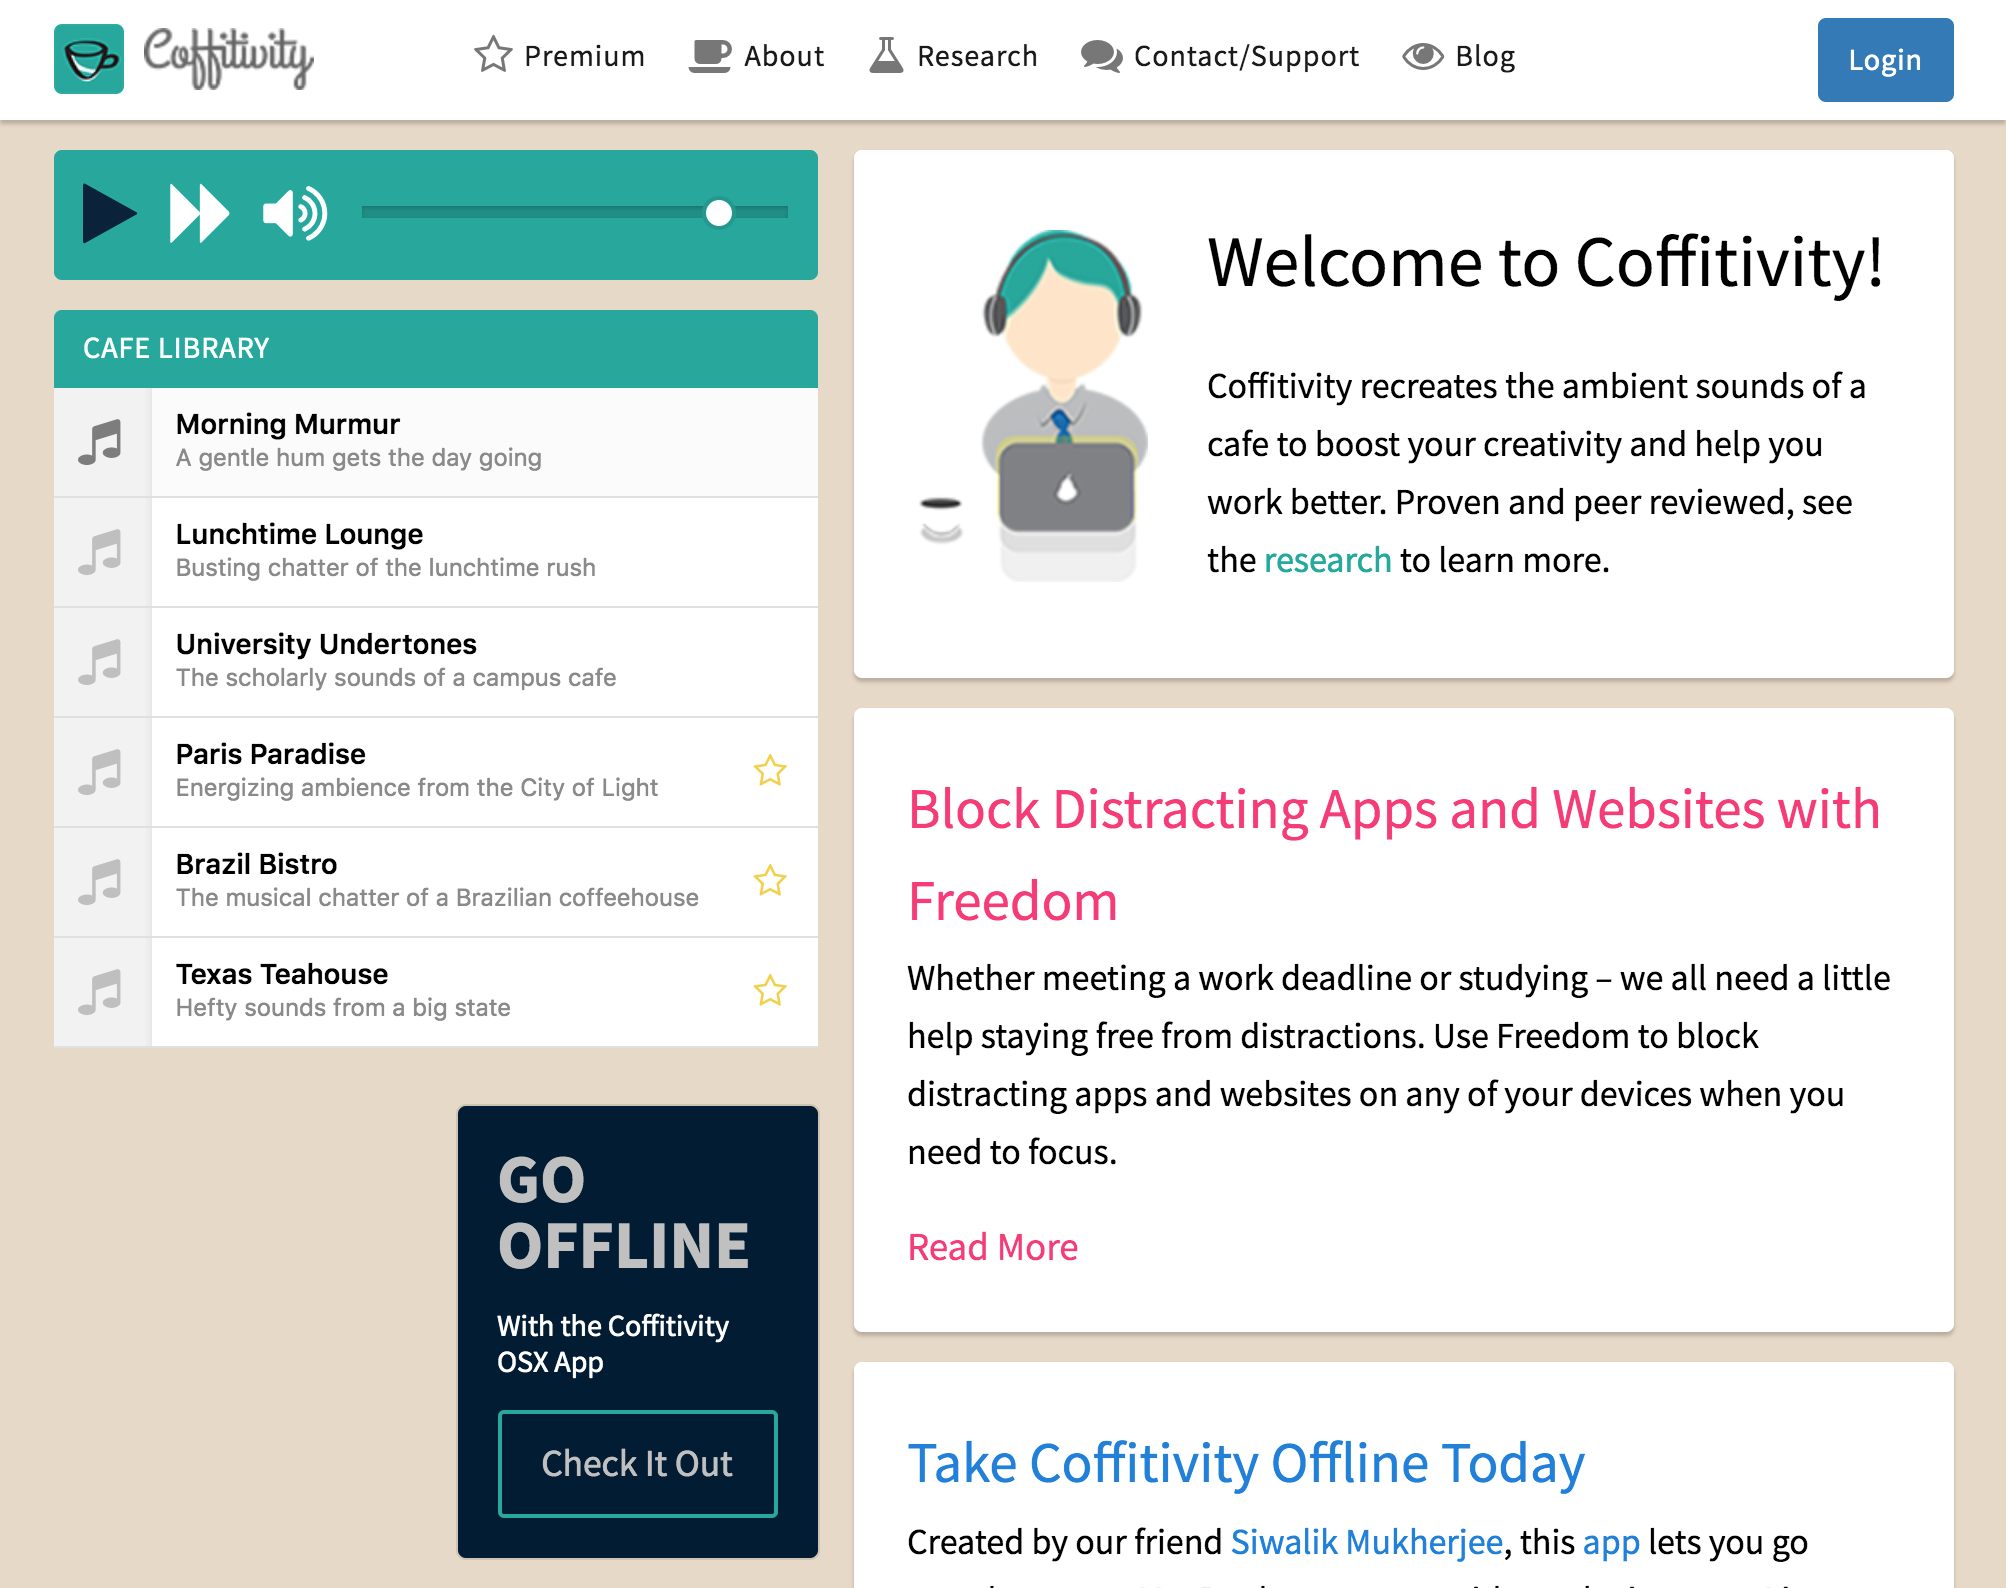 Coffitivity
Premium
About
Research
Contact/Support
Blog
Login
CAFE LIBRARY
Morning Murmur
A gentle hum gets the day going
Lunchtime Lounge
Busting chatter of the lunchtime rush
University Undertones
The scholarly sounds of a campus cafe
Paris Paradise
Energizing ambience from the City of Light
Brazil Bistro
The musical chatter of a Brazilian coffeehouse
Texas Teahouse
Hefty sounds from a big state
GO
OFFLINE
With the Coffitivity
OSX App
Check It Out
Welcome to Coffitivity!
Coffitivity recreates the ambient sounds of a
cafe to boost your creativity and help you
work better. Proven and peer reviewed, see
the research to learn more.
Block Distracting Apps and Websites with
Freedom
Whether meeting a work deadline or studying – we all need a little
help staying free from distractions. Use Freedom to block
distracting apps and websites on any of your devices when you
need to focus.
Read More
Take Coffitivity Offline Today
Created by our friend Siwalik Mukherjee, this app lets you go